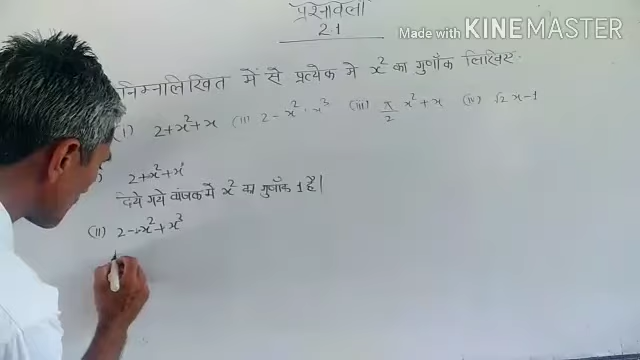 Made with KINEMASTER
प्रश्नावली
2.1
निम्नलिखित में से प्रत्येक मे x² का गुणाँक लिखिए:
(I) 2+x²+x (II) 2-x²+x³ (III) π/2 x²+x (IV) √2 x-1
2+x²+x
दिये गये व्यंजक मे x² का गुणाँक 1 है।
(II) 2-x²+x³